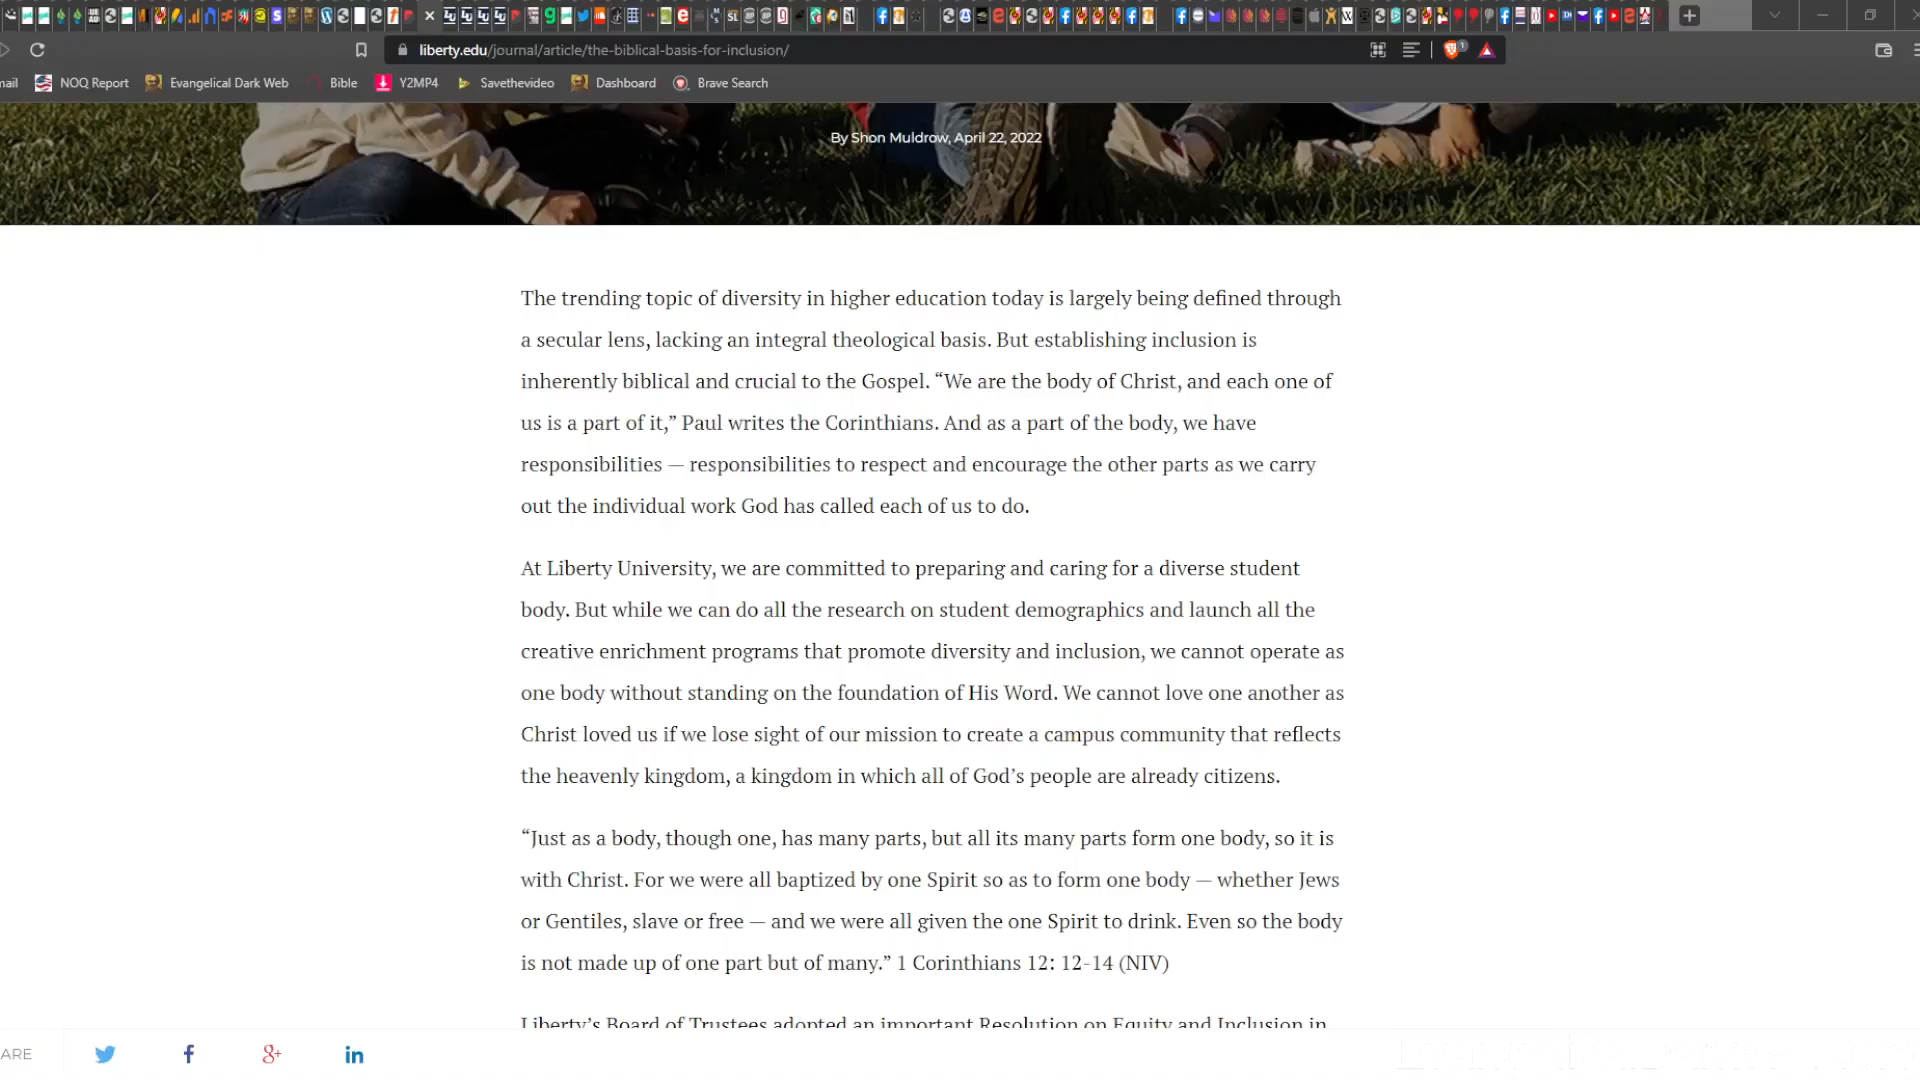 liberty.edu/journal/article/the-biblical-basis-for-inclusion/
1
mail NOQ Report Evangelical Dark Web Bible Y2MP4 Savethevideo Dashboard Brave Search
By Shon Muldrow, April 22, 2022
The trending topic of diversity in higher education today is largely being defined through
a secular lens, lacking an integral theological basis. But establishing inclusion is
inherently biblical and crucial to the Gospel. “We are the body of Christ, and each one of
us is a part of it,” Paul writes the Corinthians. And as a part of the body, we have
responsibilities — responsibilities to respect and encourage the other parts as we carry
out the individual work God has called each of us to do.
At Liberty University, we are committed to preparing and caring for a diverse student
body. But while we can do all the research on student demographics and launch all the
creative enrichment programs that promote diversity and inclusion, we cannot operate as
one body without standing on the foundation of His Word. We cannot love one another as
Christ loved us if we lose sight of our mission to create a campus community that reflects
the heavenly kingdom, a kingdom in which all of God’s people are already citizens.
“Just as a body, though one, has many parts, but all its many parts form one body, so it is
with Christ. For we were all baptized by one Spirit so as to form one body — whether Jews
or Gentiles, slave or free — and we were all given the one Spirit to drink. Even so the body
is not made up of one part but of many.” 1 Corinthians 12: 12-14 (NIV)
Liberty’s Board of Trustees adopted an important Resolution on Equity and Inclusion in
ARE